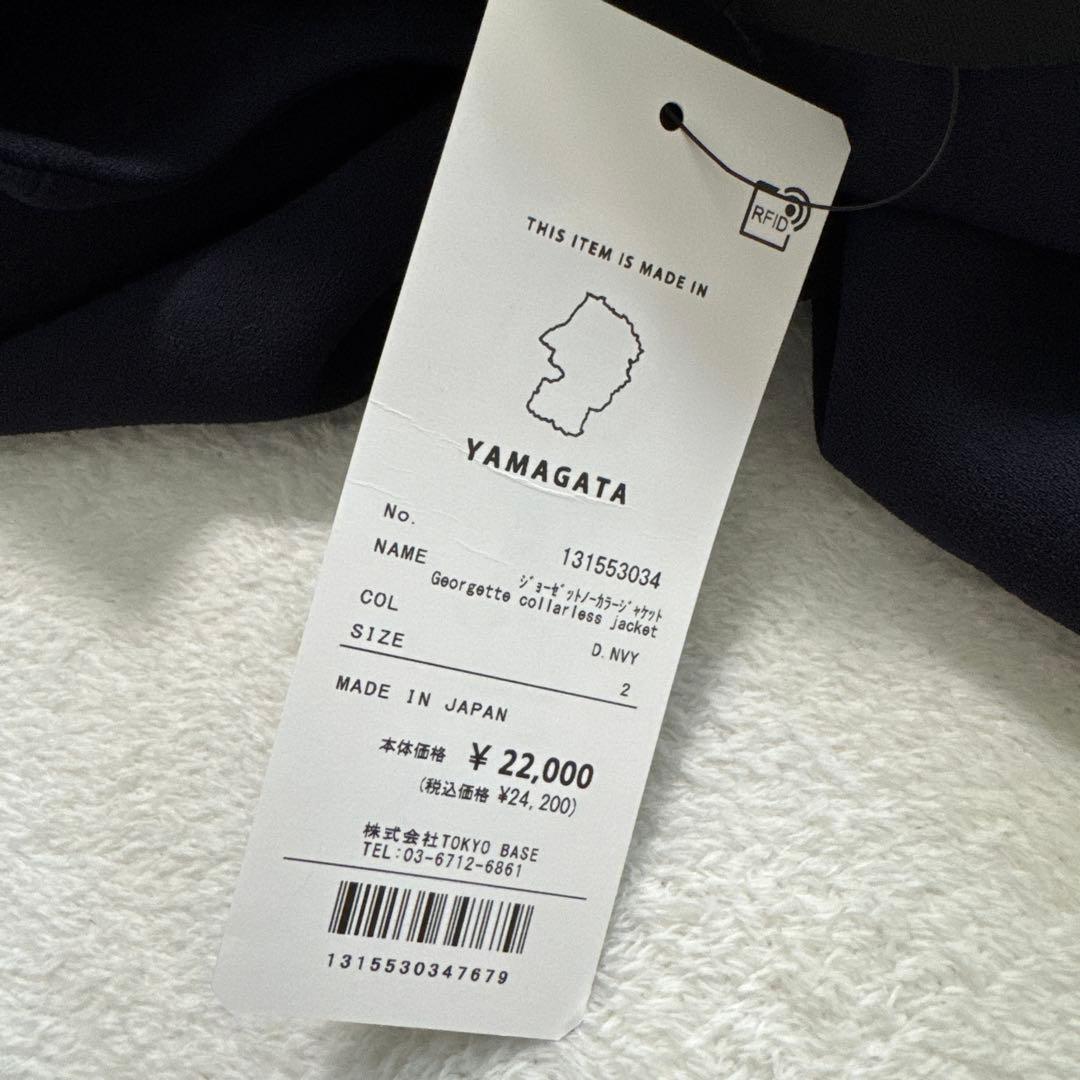 RFID
THIS ITEM IS MADE IN
YAMAGATA
No. 131553034
NAME ジョーゼットノーカラージャケット
Georgette collarless jacket
COL D.NVY
SIZE 2
MADE IN JAPAN
本体価格 ¥ 22,000
(税込価格 ¥24,200)
株式会社TOKYO BASE
TEL:03-6712-6861
1315530347679